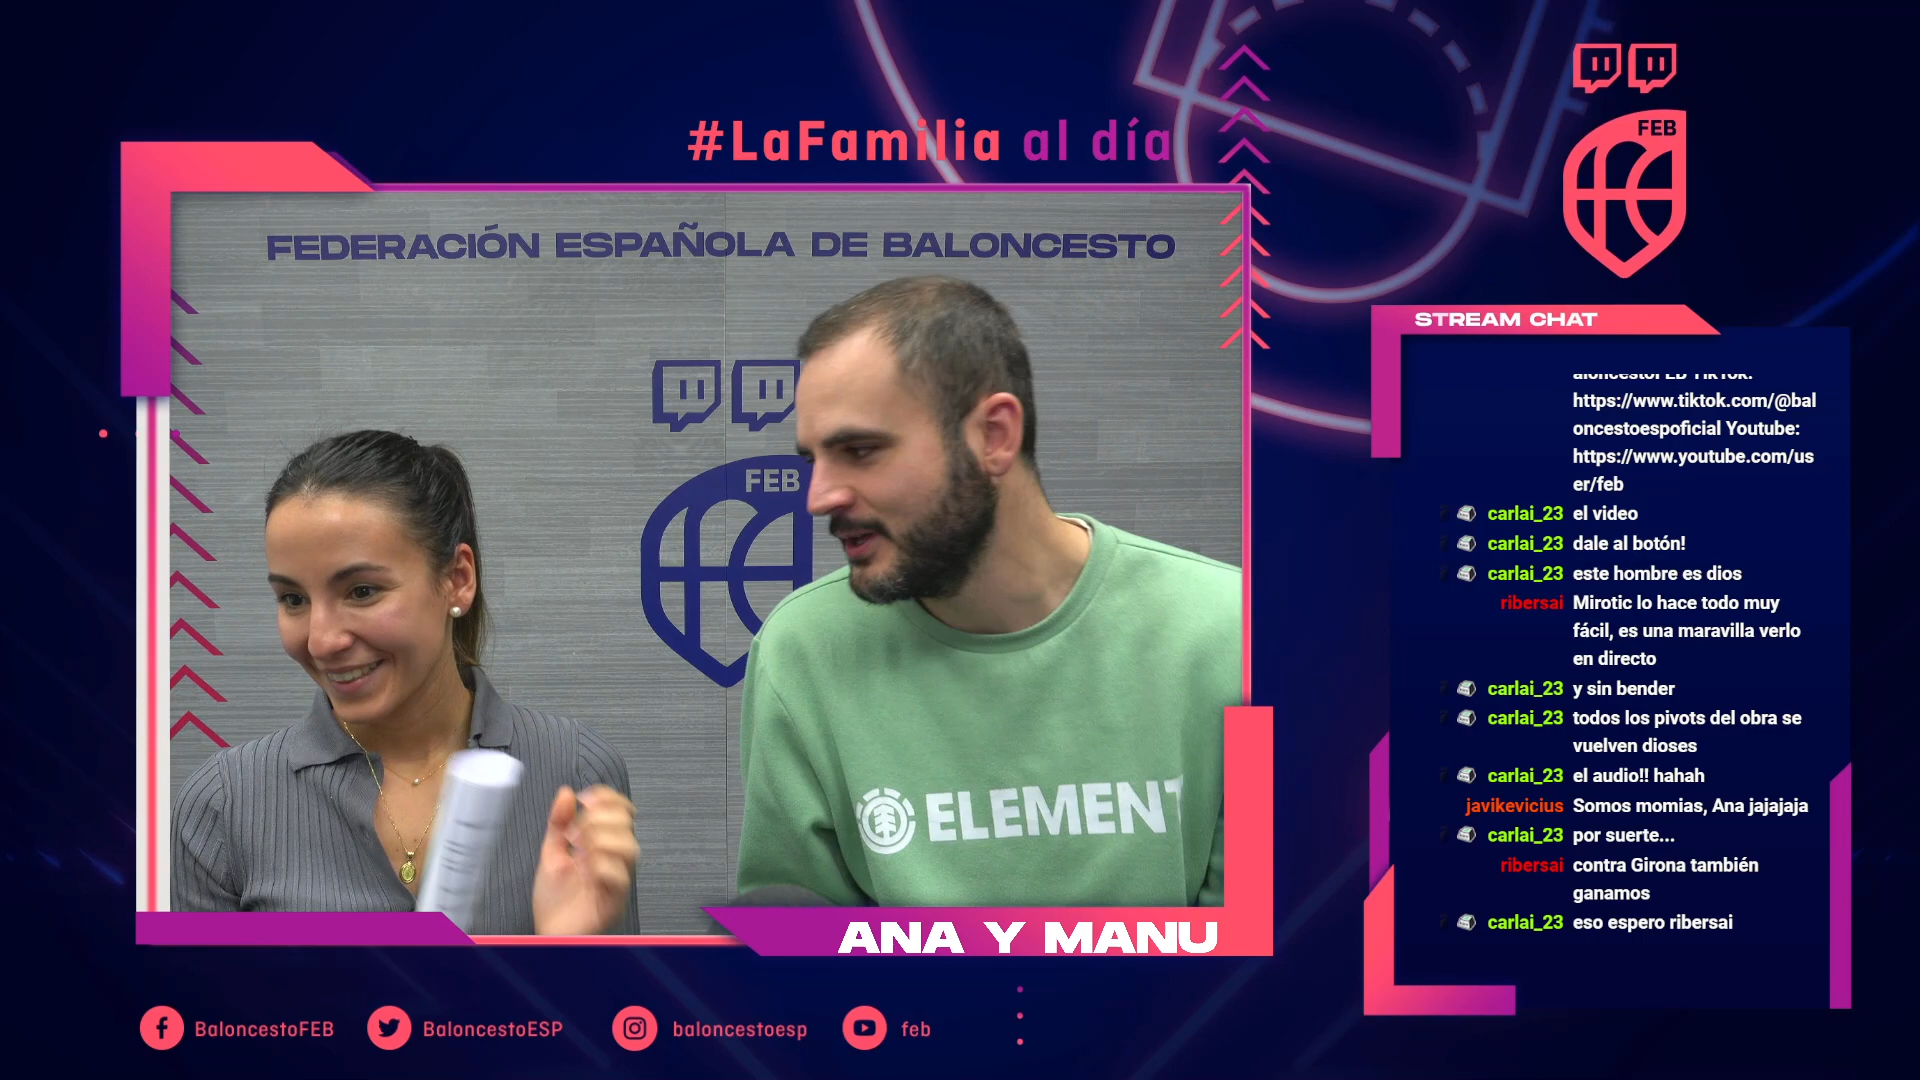 #LaFamilia al día
FEB
FEDERACIÓN ESPAÑOLA DE BALONCESTO
FEB
ELEMENT
ANA Y MANU
STREAM CHAT
https://www.tiktok.com/@bal
oncestoespoficial Youtube:
https://www.youtube.com/us
er/feb
carlai_23 el video
carlai_23 dale al botón!
carlai_23 este hombre es dios
ribersai Mirotic lo hace todo muy
fácil, es una maravilla verlo
en directo
carlai_23 y sin bender
carlai_23 todos los pivots del obra se
vuelven dioses
carlai_23 el audio!! hahah
javikevicius Somos momias, Ana jajajaja
carlai_23 por suerte...
ribersai contra Girona también
ganamos
carlai_23 eso espero ribersai
BaloncestoFEB
BaloncestoESP
baloncestoesp
feb